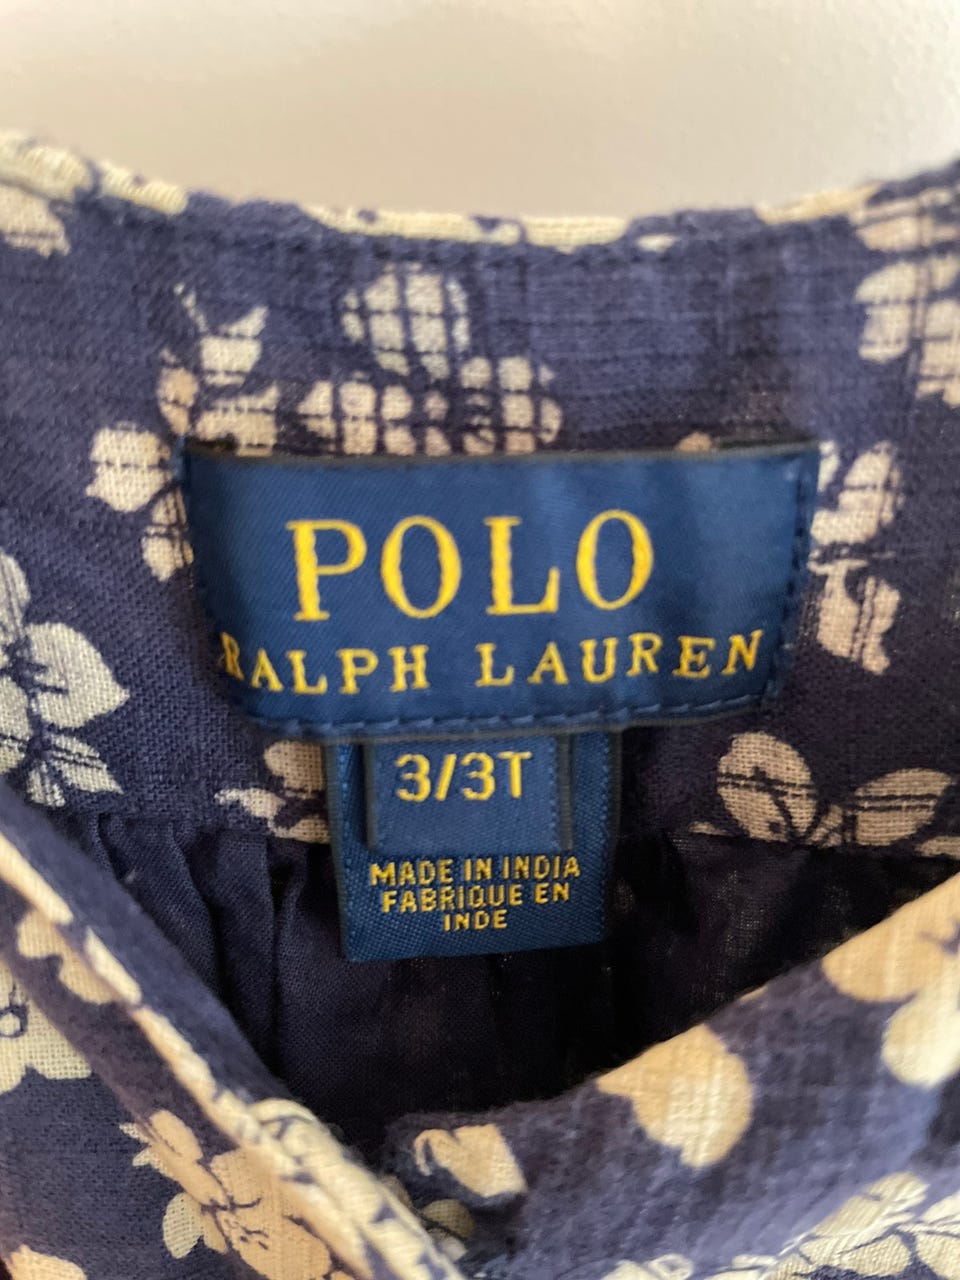 POLO
RALPH LAUREN
3/3T
MADE IN INDIA
FABRIQUE EN
INDE